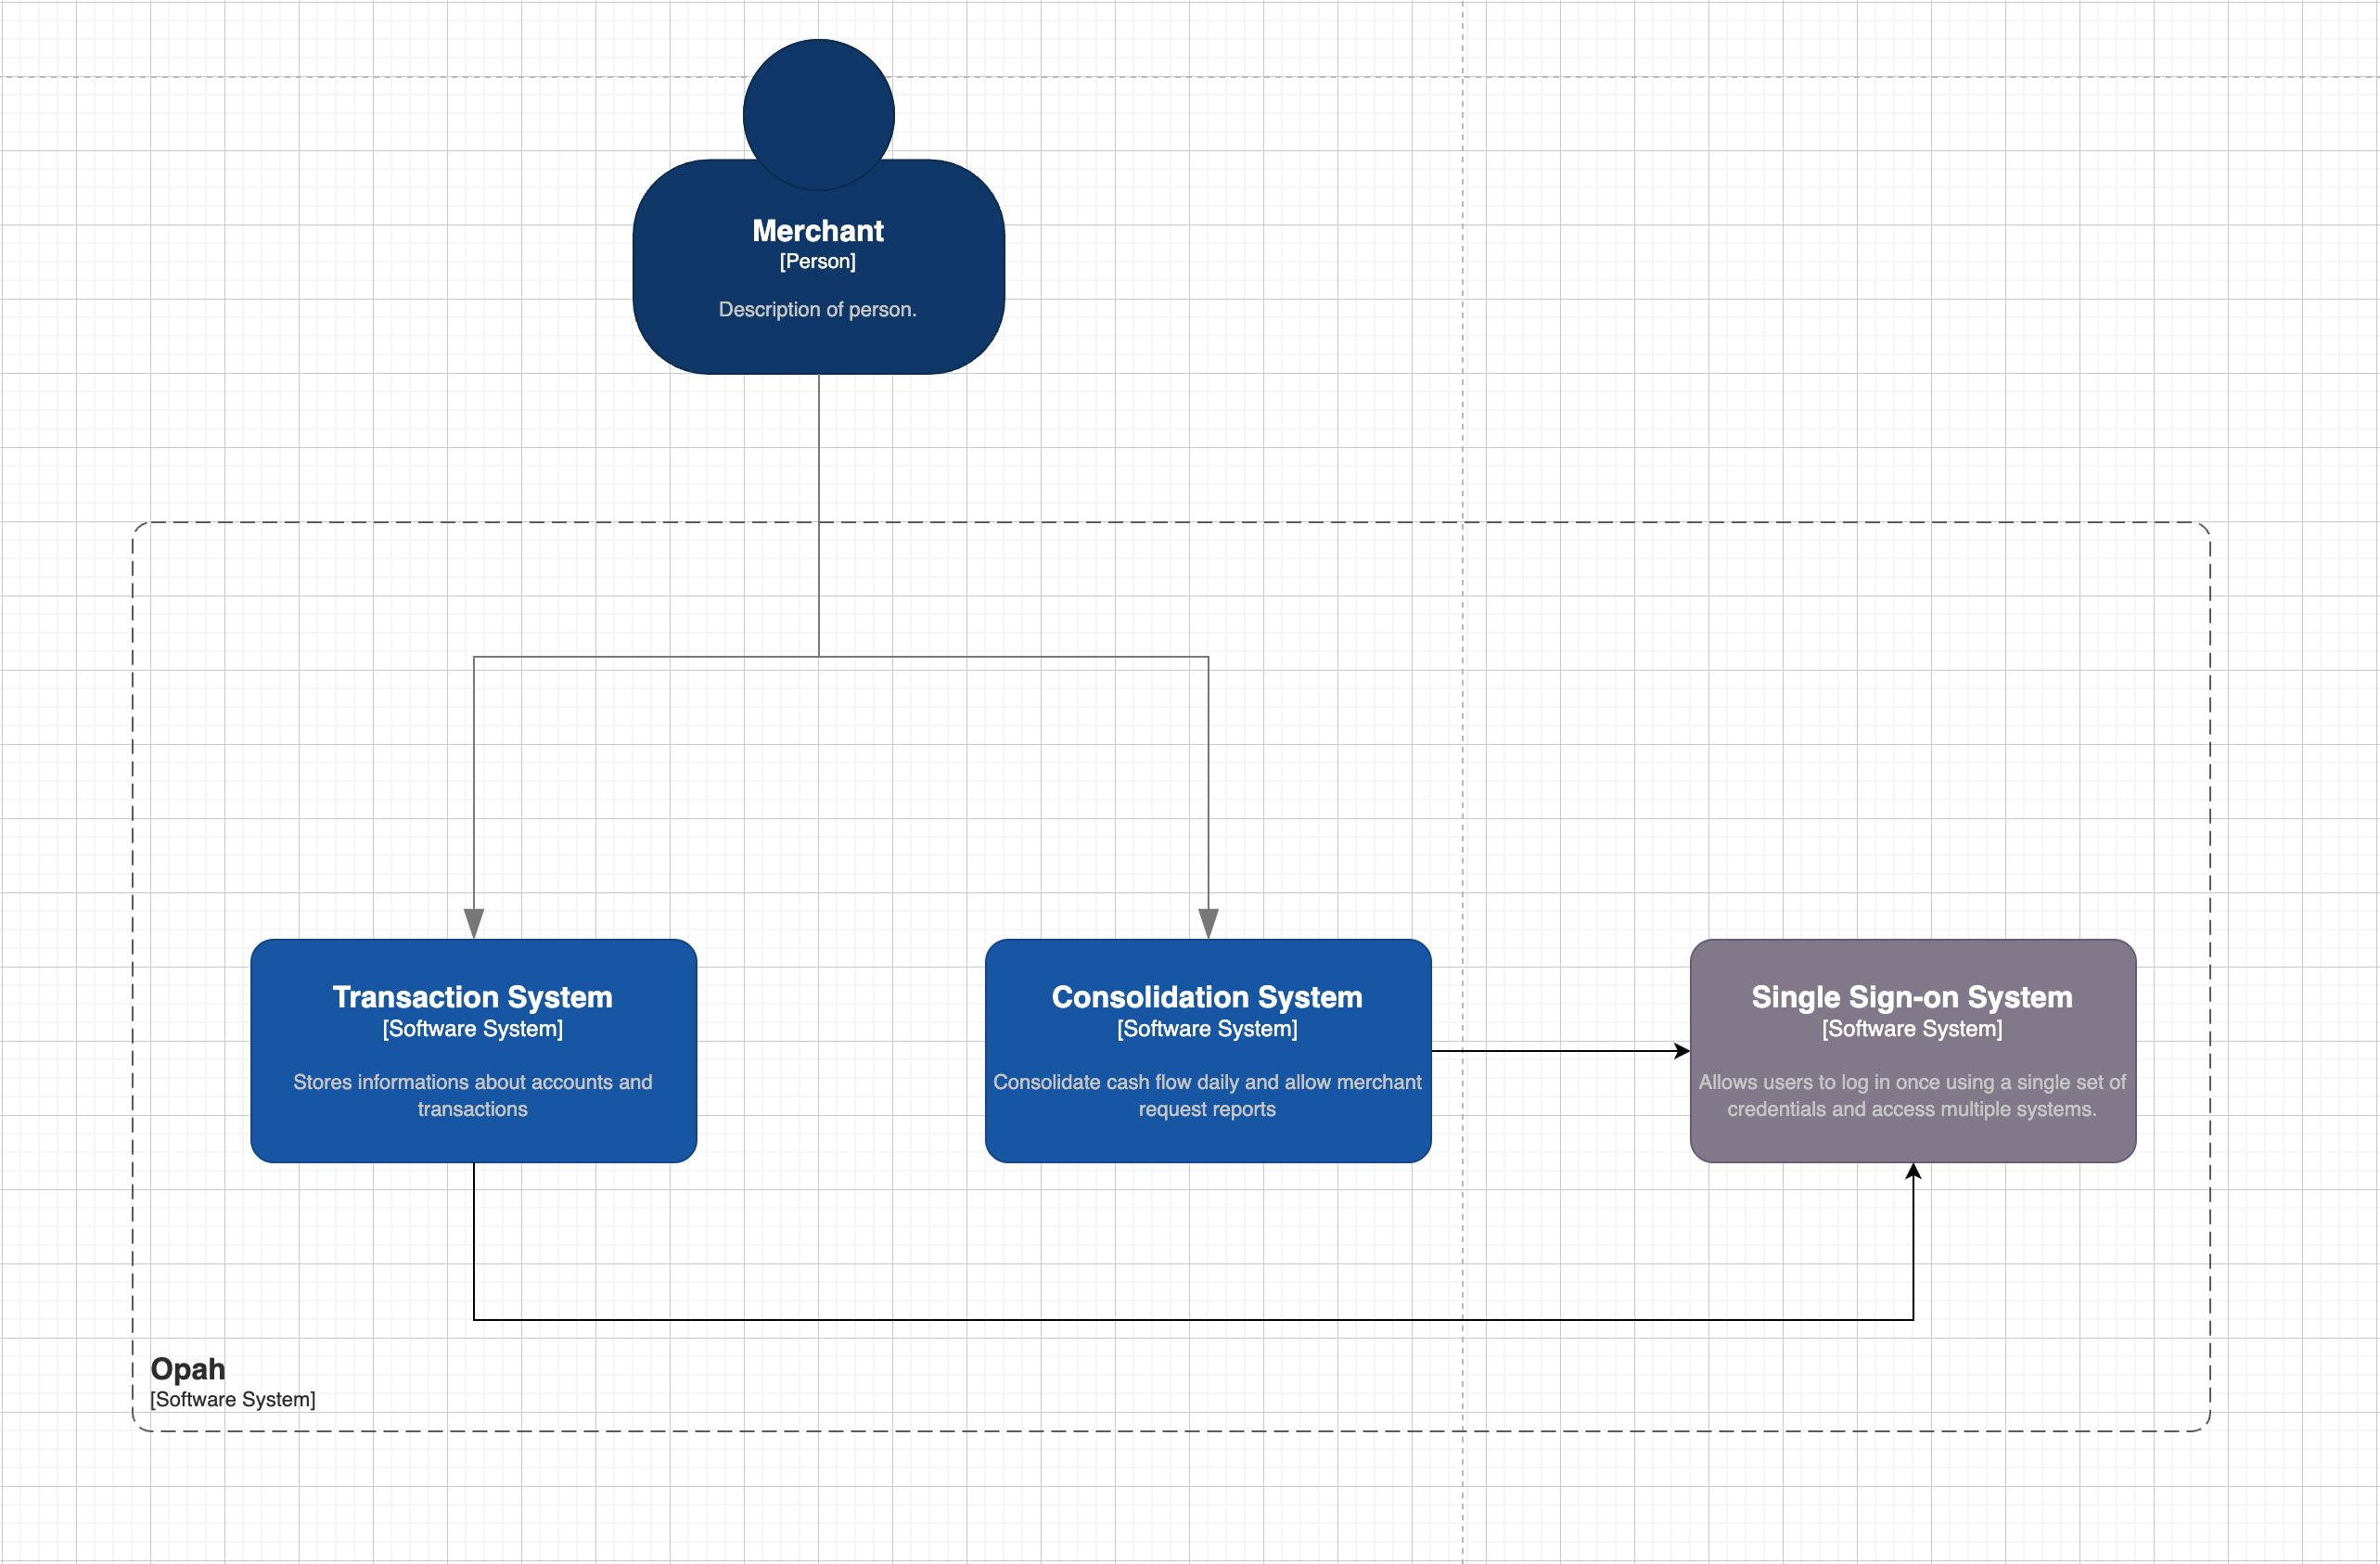 Merchant
[Person]
Description of person.
Transaction System
[Software System]
Stores informations about accounts and
transactions
Consolidation System
[Software System]
Consolidate cash flow daily and allow merchant
request reports
Single Sign-on System
[Software System]
Allows users to log in once using a single set of
credentials and access multiple systems.
Opah
[Software System]